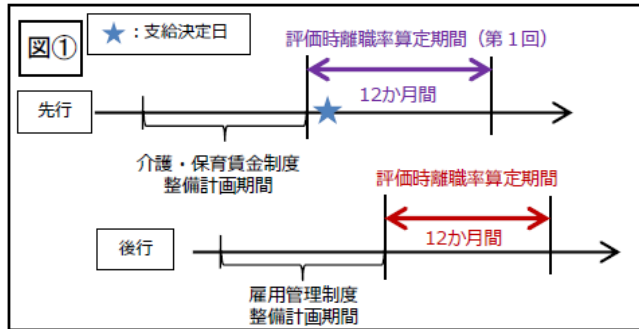 図①
★：支給決定日
評価時離職率算定期間（第１回）
12か月間
先行
介護・保育賃金制度
整備計画期間
評価時離職率算定期間
12か月間
後行
雇用管理制度
整備計画期間